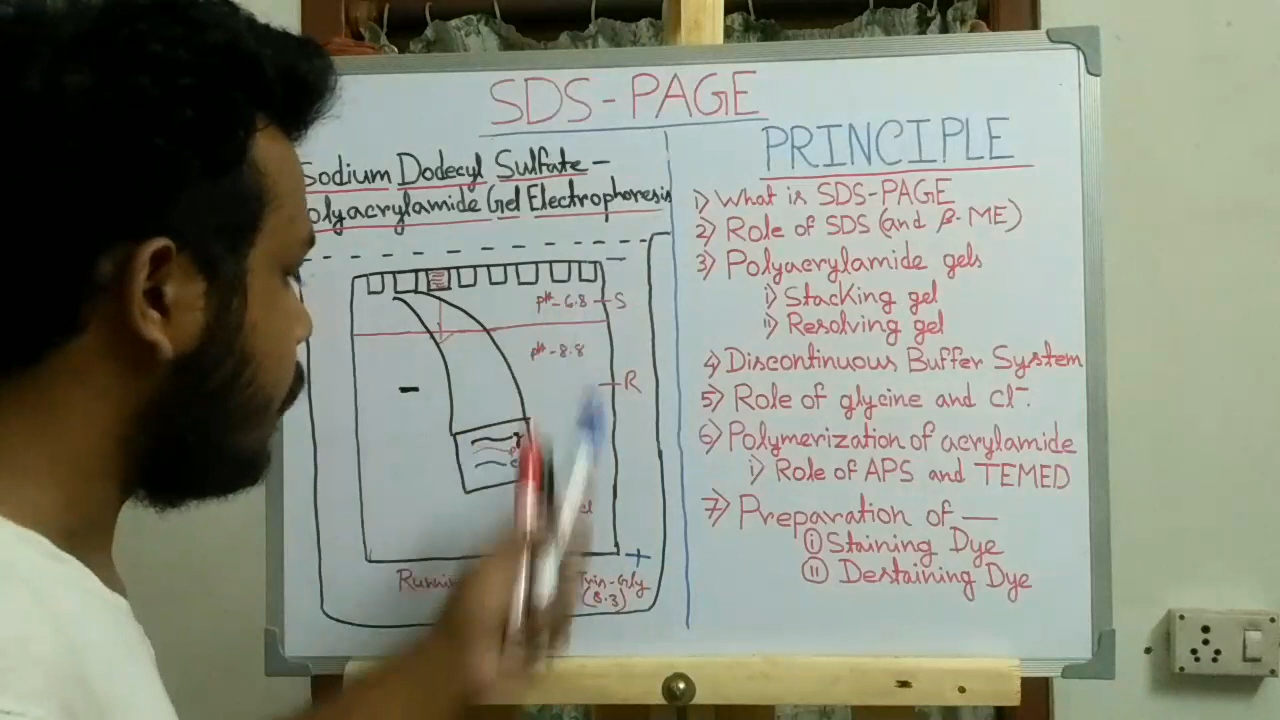 SDS-PAGE
Sodium Dodecyl Sulfate -
olyacrylamide Gel Electrophoresis
pH-6.8
S
pH-8.8
R
-
+
Gly
(8.3)
PRINCIPLE
1) What is SDS-PAGE
2) Role of SDS (and β-ME)
3) Polyacrylamide gels
i) Stacking gel
ii) Resolving gel
4) Discontinuous Buffer System
5) Role of glycine and Cl⁻.
6) Polymerization of acrylamide
i) Role of APS and TEMED
7) Preparation of —
(i) Staining Dye
(ii) Destaining Dye